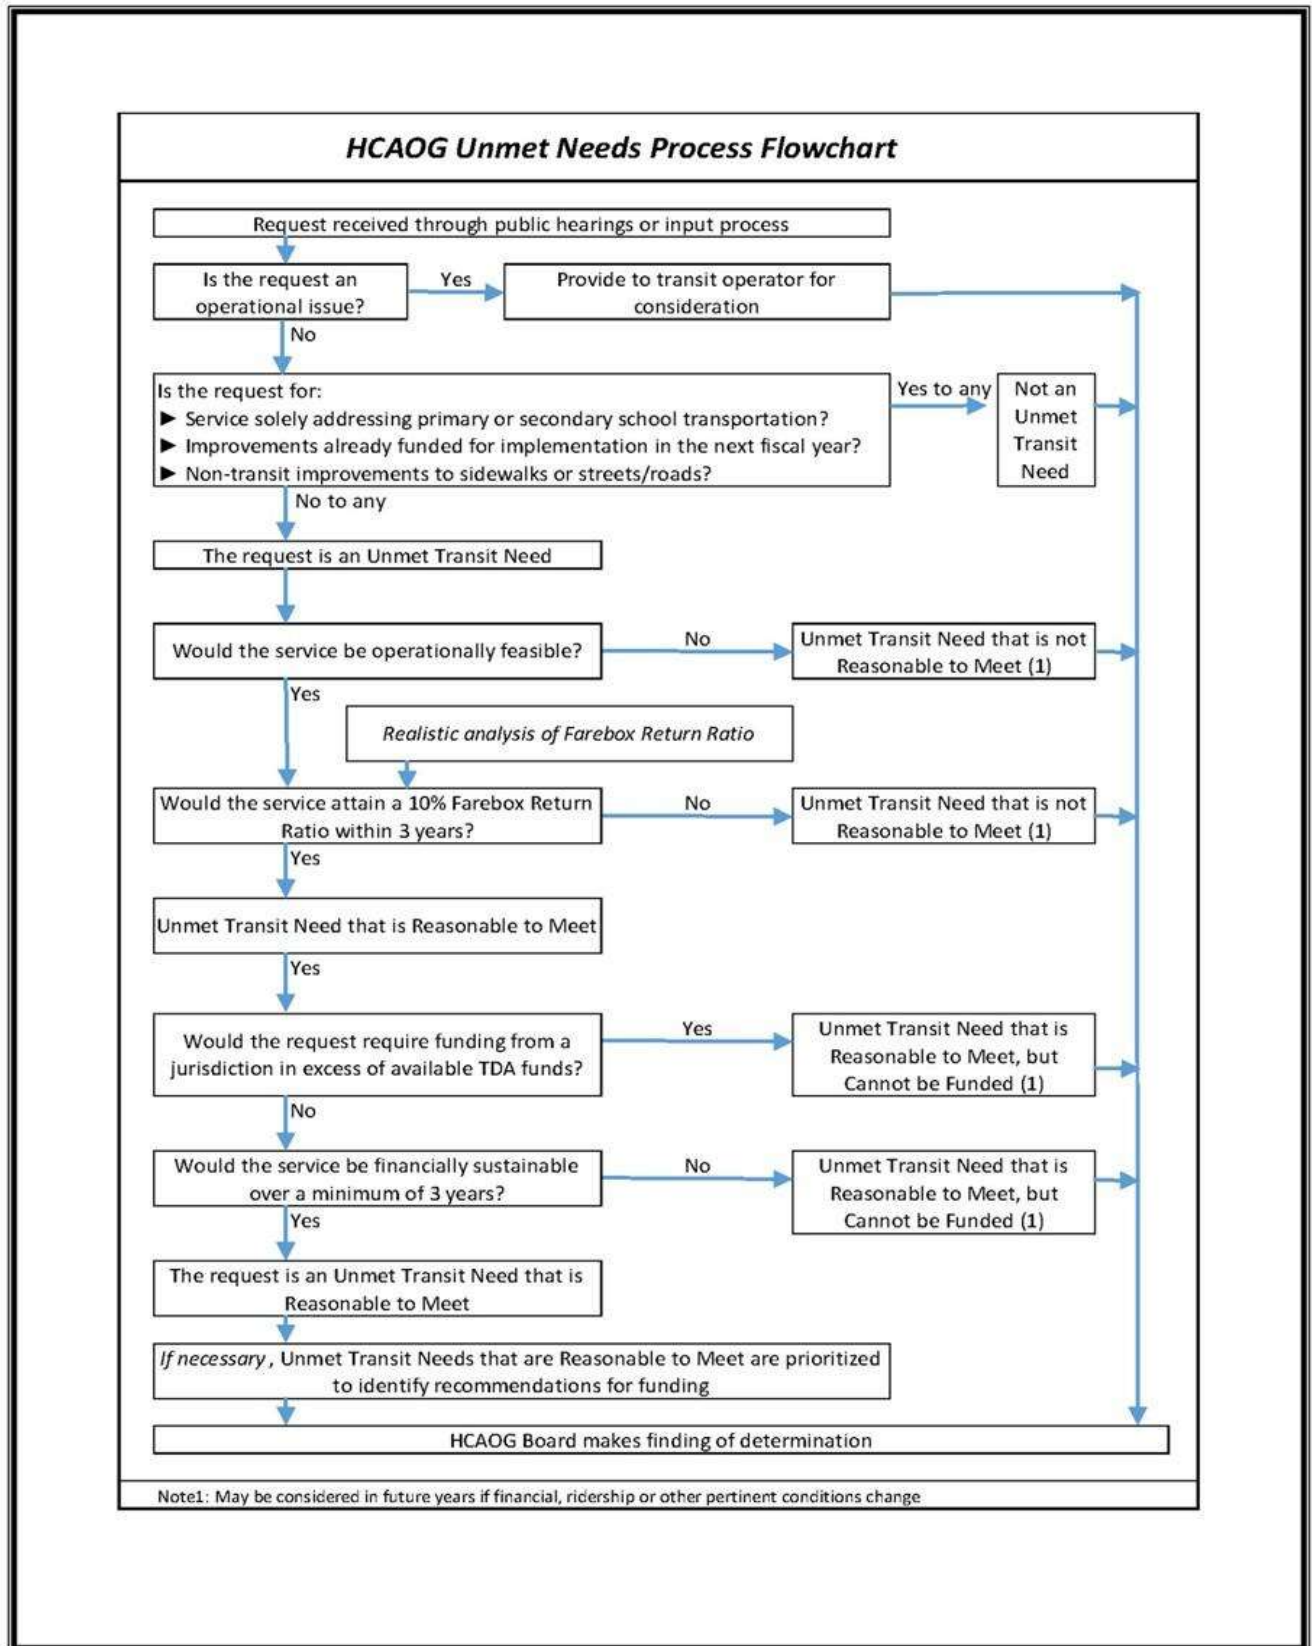 HCAOG Unmet Needs Process Flowchart
Request received through public hearings or input process
Is the request an
operational issue?
Yes
Provide to transit operator for
consideration
No
Is the request for:
► Service solely addressing primary or secondary school transportation?
► Improvements already funded for implementation in the next fiscal year?
► Non-transit improvements to sidewalks or streets/roads?
Yes to any
Not an
Unmet
Transit
Need
No to any
The request is an Unmet Transit Need
Would the service be operationally feasible?
No
Unmet Transit Need that is not
Reasonable to Meet (1)
Yes
Realistic analysis of Farebox Return Ratio
Would the service attain a 10% Farebox Return
Ratio within 3 years?
No
Unmet Transit Need that is not
Reasonable to Meet (1)
Yes
Unmet Transit Need that is Reasonable to Meet
Yes
Would the request require funding from a
jurisdiction in excess of available TDA funds?
Yes
Unmet Transit Need that is
Reasonable to Meet, but
Cannot be Funded (1)
No
Would the service be financially sustainable
over a minimum of 3 years?
No
Unmet Transit Need that is
Reasonable to Meet, but
Cannot be Funded (1)
Yes
The request is an Unmet Transit Need that is
Reasonable to Meet
If necessary, Unmet Transit Needs that are Reasonable to Meet are prioritized
to identify recommendations for funding
HCAOG Board makes finding of determination
Note1: May be considered in future years if financial, ridership or other pertinent conditions change